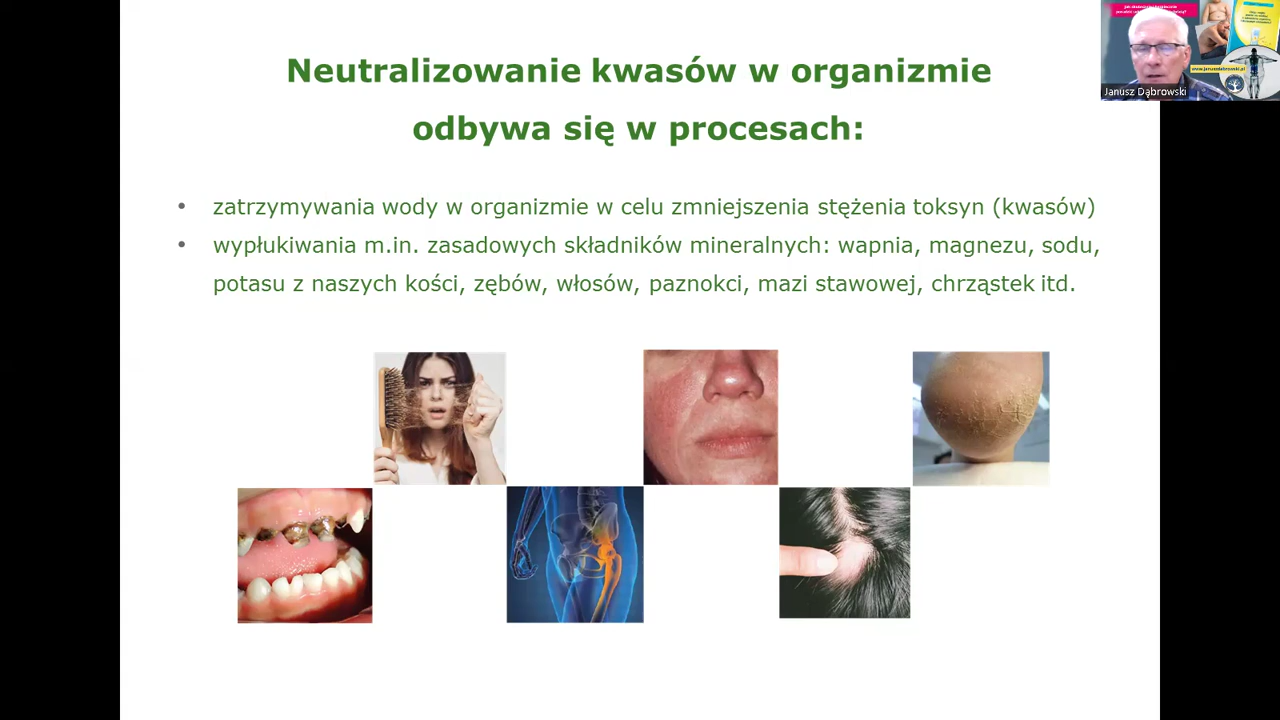 Neutralizowanie kwasów w organizmie
odbywa się w procesach:
• zatrzymywania wody w organizmie w celu zmniejszenia stężenia toksyn (kwasów)
• wypłukiwania m.in. zasadowych składników mineralnych: wapnia, magnezu, sodu,
potasu z naszych kości, zębów, włosów, paznokci, mazi stawowej, chrząstek itd.
Janusz Dąbrowski